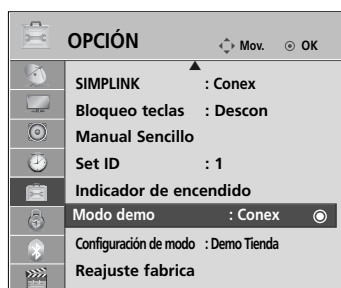 OPCIÓN Mov. OK
SIMPLINK : Conex
Bloqueo teclas : Descon
Manual Sencillo
Set ID : 1
Indicador de encendido
Modo demo : Conex
Configuración de modo : Demo Tienda
Reajuste fabrica